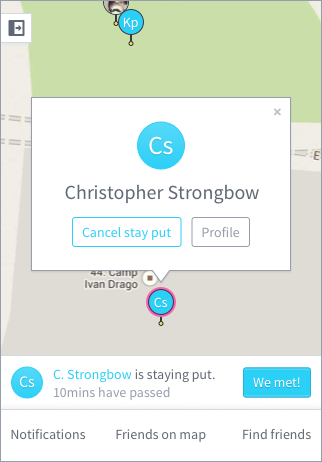 Kp
×
Cs
Christopher Strongbow
Cancel stay put
Profile
44. Camp
Ivan Drago
Cs
E
Cs
C. Strongbow is staying put.
10mins have passed
We met!
Notifications
Friends on map
Find friends